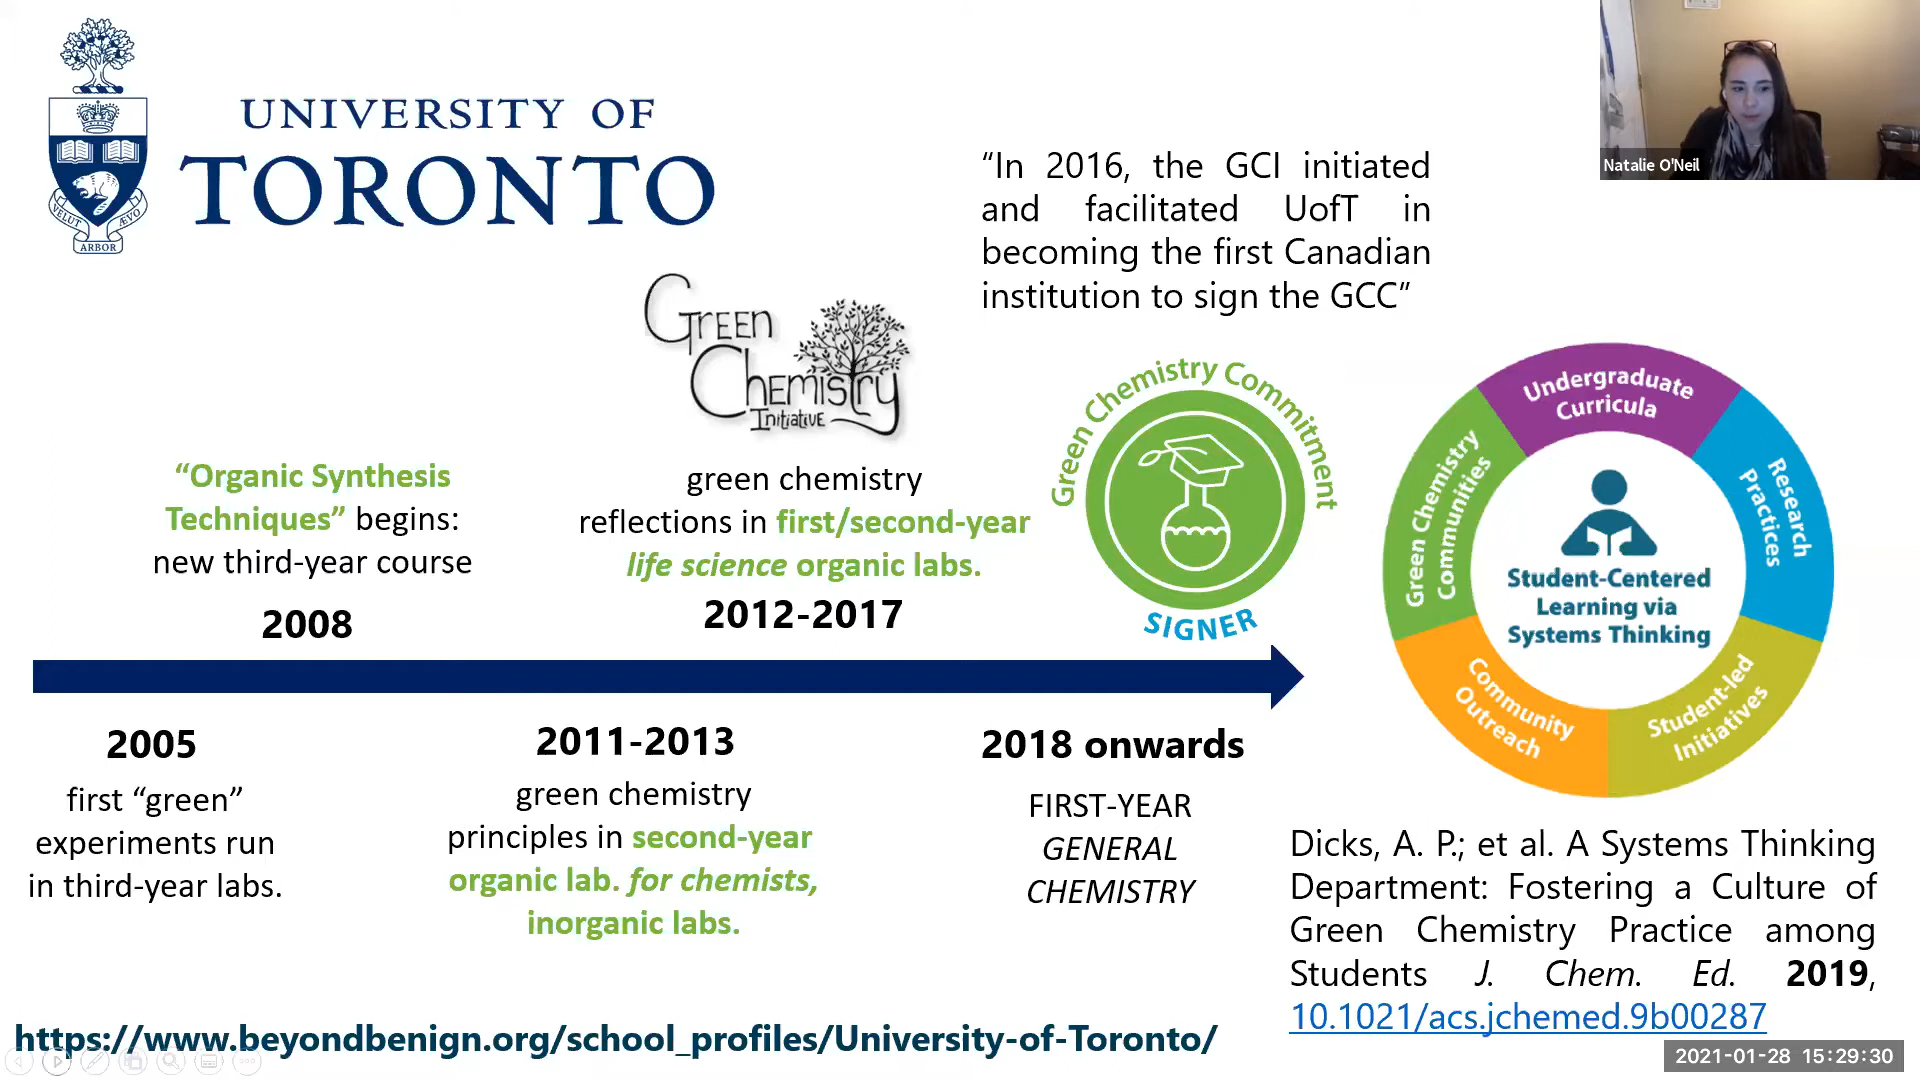 UNIVERSITY OF
TORONTO
VELUT
ÆVO
ARBOR
“In 2016, the GCI initiated
and facilitated UofT in
becoming the first Canadian
institution to sign the GCC”
Natalie O'Neil
GREEN
CHEMISTRY
INITIATIVE
“Organic Synthesis
Techniques” begins:
new third-year course
2008
green chemistry
reflections in first/second-year
life science organic labs.
2012-2017
Green Chemistry Commitment
SIGNER
Undergraduate
Curricula
Research
Practices
Student-led
Initiatives
Community
Outreach
Green Chemistry
Communities
Student-Centered
Learning via
Systems Thinking
2005
first “green”
experiments run
in third-year labs.
2011-2013
green chemistry
principles in second-year
organic lab. for chemists,
inorganic labs.
2018 onwards
FIRST-YEAR
GENERAL
CHEMISTRY
Dicks, A. P.; et al. A Systems Thinking
Department: Fostering a Culture of
Green Chemistry Practice among
Students J. Chem. Ed. 2019,
10.1021/acs.jchemed.9b00287
https://www.beyondbenign.org/school_profiles/University-of-Toronto/
2021-01-28 15:29:30